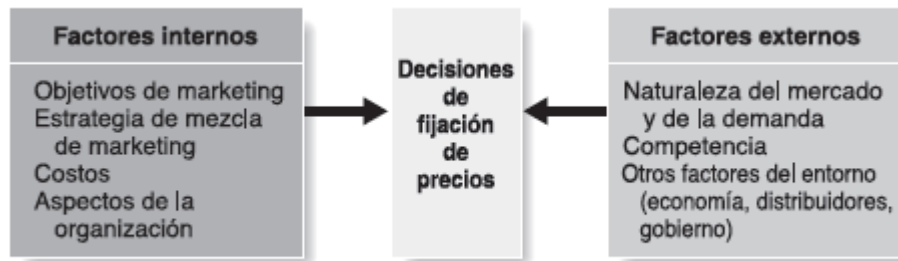 Factores internos
Objetivos de marketing
Estrategia de mezcla
de marketing
Costos
Aspectos de la
organización
Decisiones
de
fijación
de
precios
Factores externos
Naturaleza del mercado
y de la demanda
Competencia
Otros factores del entorno
(economía, distribuidores,
gobierno)